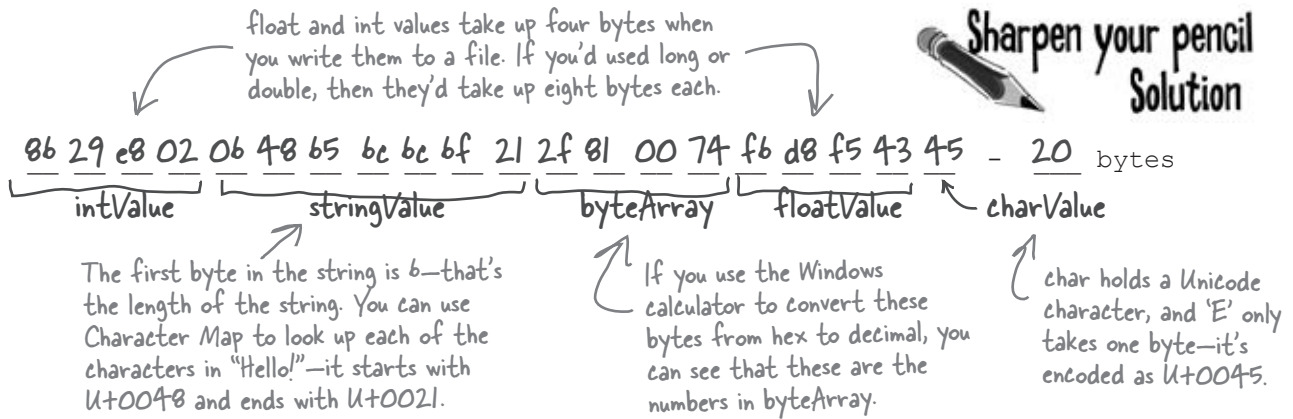 float and int values take up four bytes when
you write them to a file. If you'd used long or
double, then they'd take up eight bytes each.
Sharpen your pencil
Solution
86 29 e8 02 06 48 65 6c 6c 6f 21 2f 81 00 74 f6 d8 f5 43 45 - 20 bytes
intValue stringValue byteArray floatValue charValue
The first byte in the string is 6—that's
the length of the string. You can use
Character Map to look up each of the
characters in "Hello!"—it starts with
U+0048 and ends with U+0021.
If you use the Windows
calculator to convert these
bytes from hex to decimal, you
can see that these are the
numbers in byteArray.
char holds a Unicode
character, and 'E' only
takes one byte—it's
encoded as U+0045.